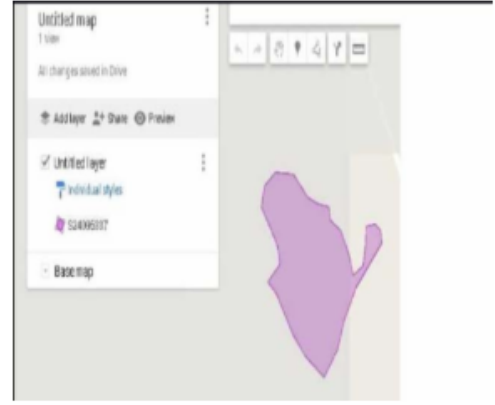 Untitled map
1 view
All changes saved in Drive
Add layer Share Preview
Untitled layer
Individual styles
Base map